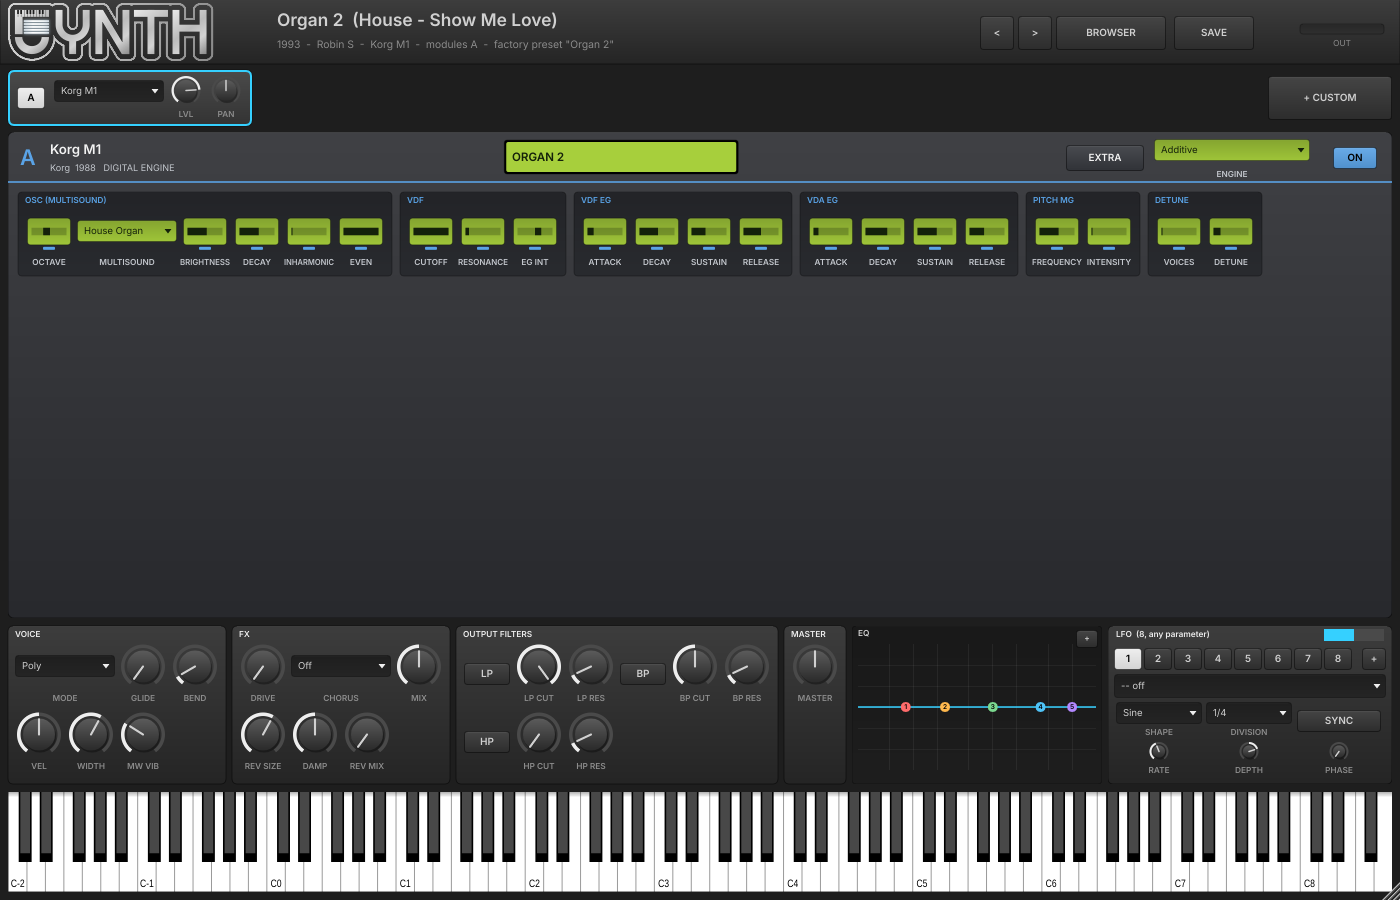 CYNTH
Organ 2 (House - Show Me Love)
1993 - Robin S - Korg M1 - modules A - factory preset "Organ 2"
< > BROWSER SAVE
OUT
A Korg M1
LVL PAN
+ CUSTOM
A Korg M1
Korg 1988 DIGITAL ENGINE
ORGAN 2
EXTRA Additive ON
ENGINE
OSC (MULTISOUND) VDF VDF EG VDA EG PITCH MG DETUNE
House Organ
OCTAVE MULTISOUND BRIGHTNESS DECAY INHARMONIC EVEN CUTOFF RESONANCE EG INT ATTACK DECAY SUSTAIN RELEASE ATTACK DECAY SUSTAIN RELEASE FREQUENCY INTENSITY VOICES DETUNE
VOICE
Poly
MODE GLIDE BEND
VEL WIDTH MW VIB
FX
Off
DRIVE CHORUS MIX
REV SIZE DAMP REV MIX
OUTPUT FILTERS
LP BP
LP CUT LP RES BP CUT BP RES
HP
HP CUT HP RES
MASTER
MASTER
EQ +
1 2 3 4 5
LFO (8, any parameter)
1 2 3 4 5 6 7 8 +
-- off
Sine 1/4 SYNC
SHAPE DIVISION
RATE DEPTH PHASE
C-2 C-1 C0 C1 C2 C3 C4 C5 C6 C7 C8